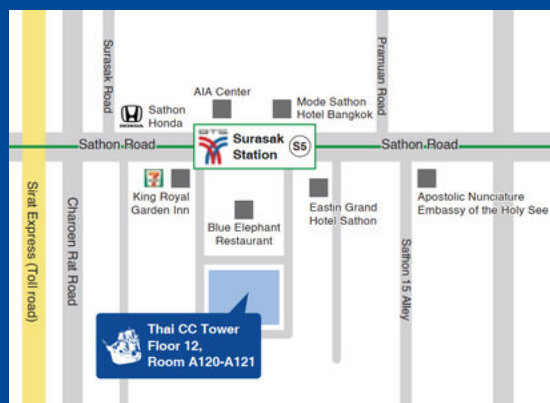 Surasak Road
Pramuan Road
AIA Center
Sathon
Honda
HONDA
Mode Sathon
Hotel Bangkok
BTS
Surasak
Station
S5
Sathon Road
Sathon Road
7
King Royal
Garden Inn
Blue Elephant
Restaurant
Eastin Grand
Hotel Sathon
Apostolic Nunciature
Embassy of the Holy See
Sirat Express (Toll road)
Charoen Rat Road
Sathon 15 Alley
Thai CC Tower
Floor 12,
Room A120-A121